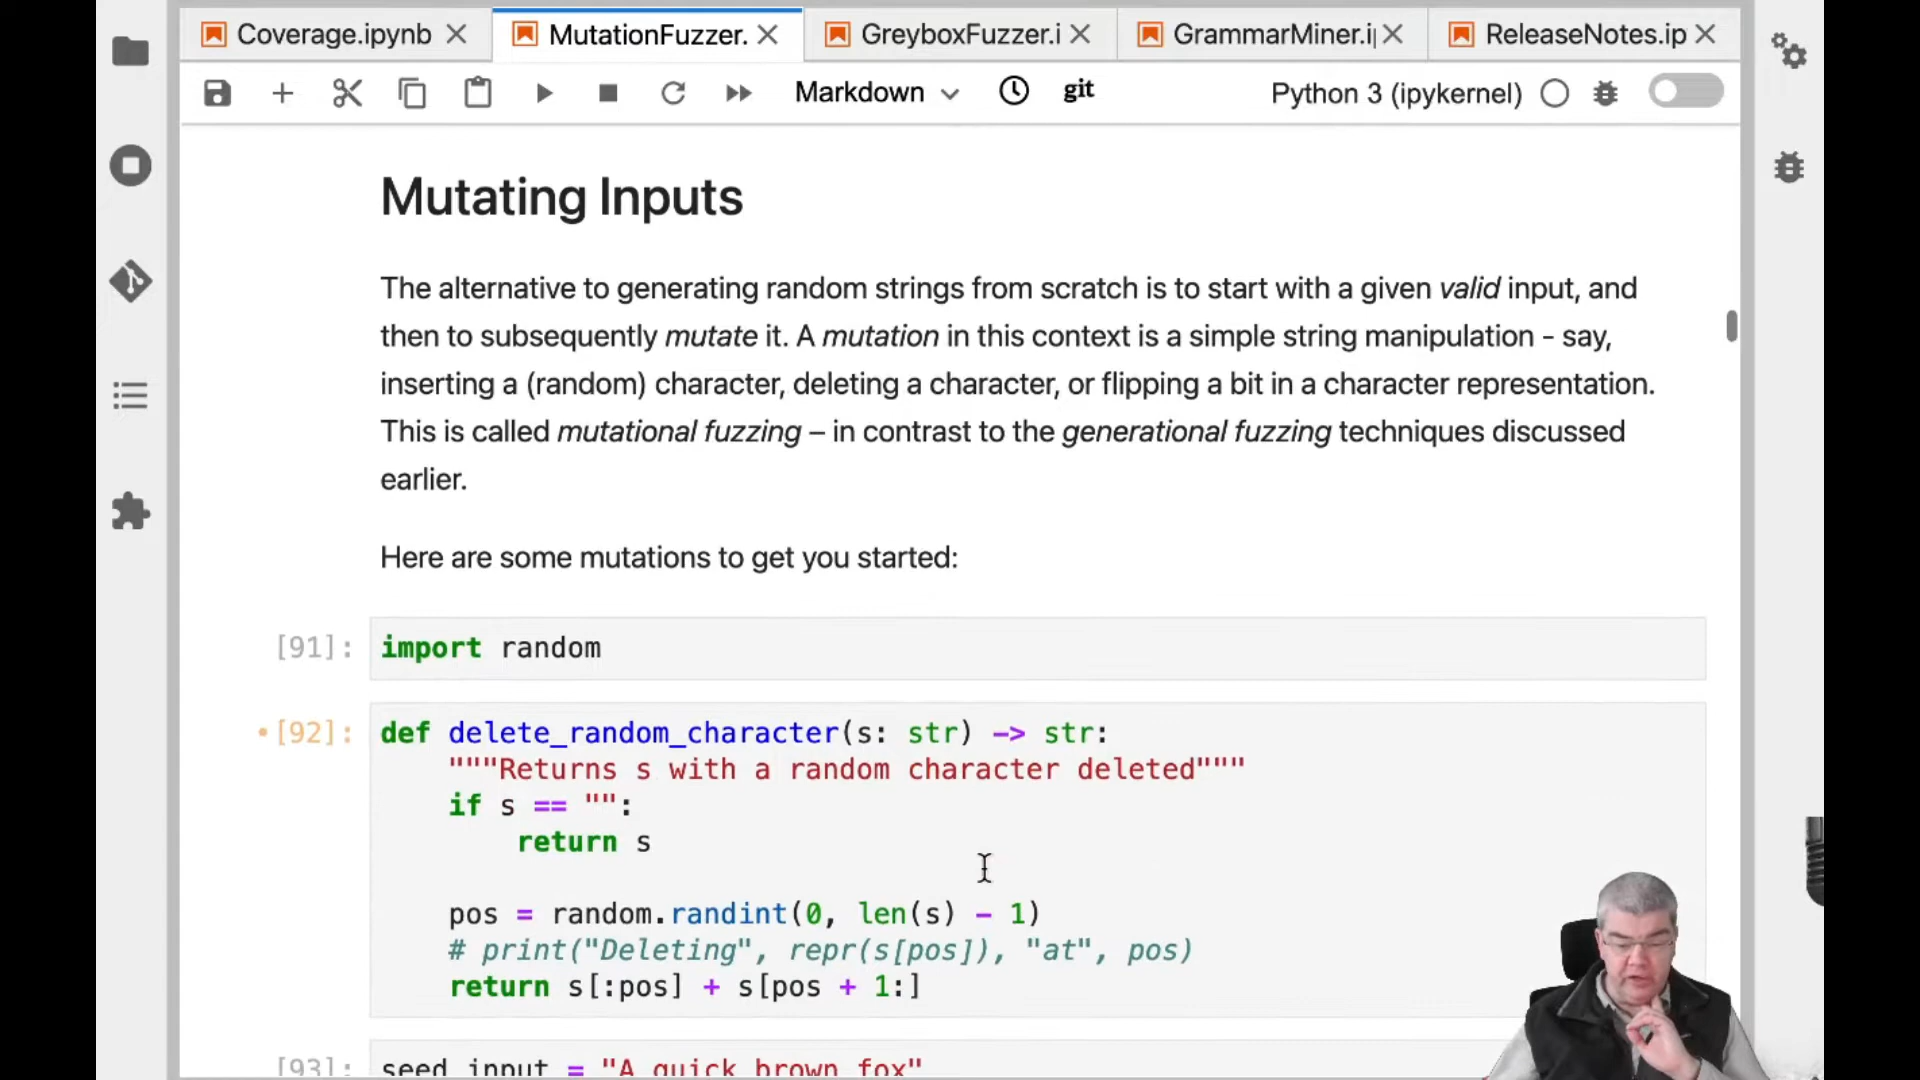 Coverage.ipynb
MutationFuzzer.
GreyboxFuzzer.i
GrammarMiner.i
ReleaseNotes.ip
Markdown
git
Python 3 (ipykernel)
Mutating Inputs
The alternative to generating random strings from scratch is to start with a given valid input, and
then to subsequently mutate it. A mutation in this context is a simple string manipulation - say,
inserting a (random) character, deleting a character, or flipping a bit in a character representation.
This is called mutational fuzzing – in contrast to the generational fuzzing techniques discussed
earlier.
Here are some mutations to get you started:
[91]: import random
[92]: def delete_random_character(s: str) -> str:
"""Returns s with a random character deleted"""
if s == "":
return s
pos = random.randint(0, len(s) - 1)
# print("Deleting", repr(s[pos]), "at", pos)
return s[:pos] + s[pos + 1:]
[93]: seed_input = "A quick brown fox"